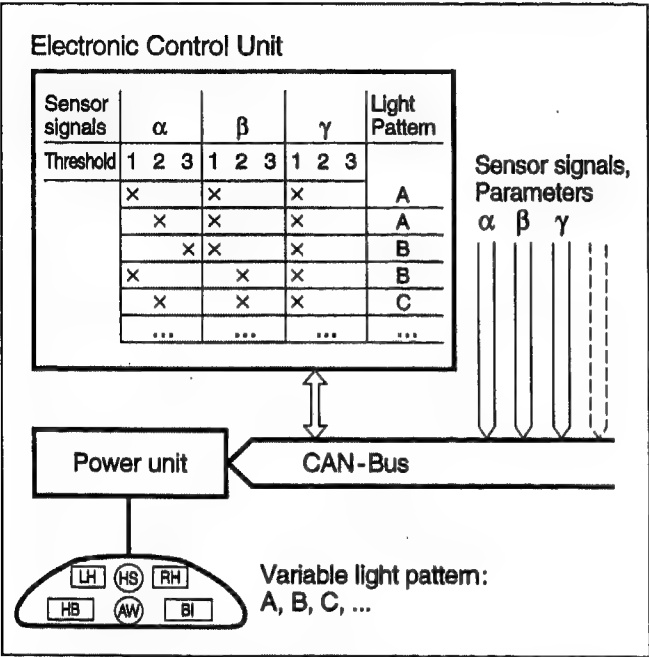 Electronic Control Unit
Sensor signals α β γ Light Pattern
Threshold 1 2 3 1 2 3 1 2 3
× × × A
× × × A
× × × B
× × × B
× × × C
... ... ... ...
Sensor signals,
Parameters
α β γ
Power unit
CAN-Bus
LH HS RH
HB AW BI
Variable light pattern:
A, B, C, ...